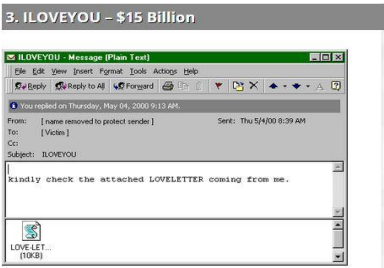 3. ILOVEYOU – $15 Billion
ILOVEYOU - Message (Plain Text)
File Edit View Insert Format Tools Actions Help
Reply Reply to All Forward
You replied on Thursday, May 04, 2000 9:13 AM.
From: [ name removed to protect sender ] Sent: Thu 5/4/00 8:39 AM
To: [ Victim ]
Cc:
Subject: ILOVEYOU
kindly check the attached LOVELETTER coming from me.
LOVE-LET...
(10KB)